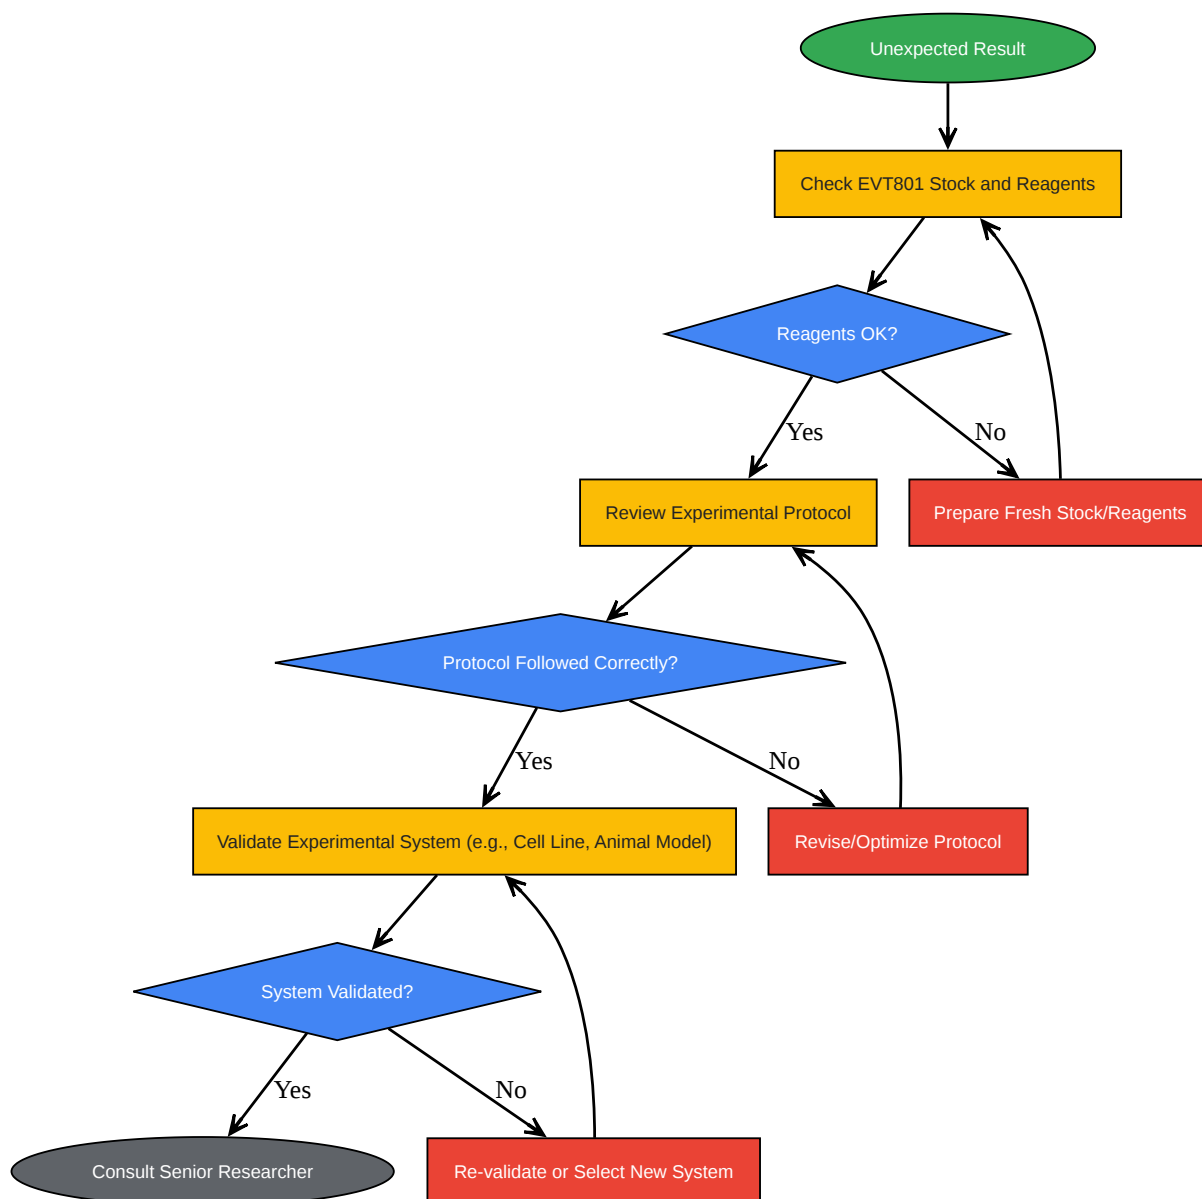 Unexpected Result
Check EVT801 Stock and Reagents
Reagents OK?
Yes
No
Review Experimental Protocol
Prepare Fresh Stock/Reagents
Protocol Followed Correctly?
Yes
No
Validate Experimental System (e.g., Cell Line, Animal Model)
Revise/Optimize Protocol
System Validated?
Yes
No
Consult Senior Researcher
Re-validate or Select New System